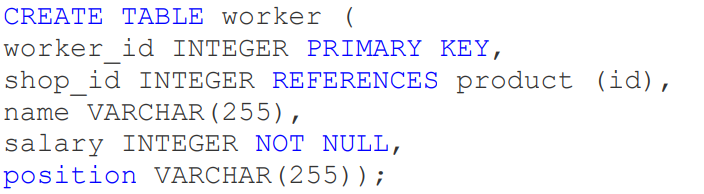 CREATE TABLE worker (
worker_id INTEGER PRIMARY KEY,
shop_id INTEGER REFERENCES product (id),
name VARCHAR(255),
salary INTEGER NOT NULL,
position VARCHAR(255));